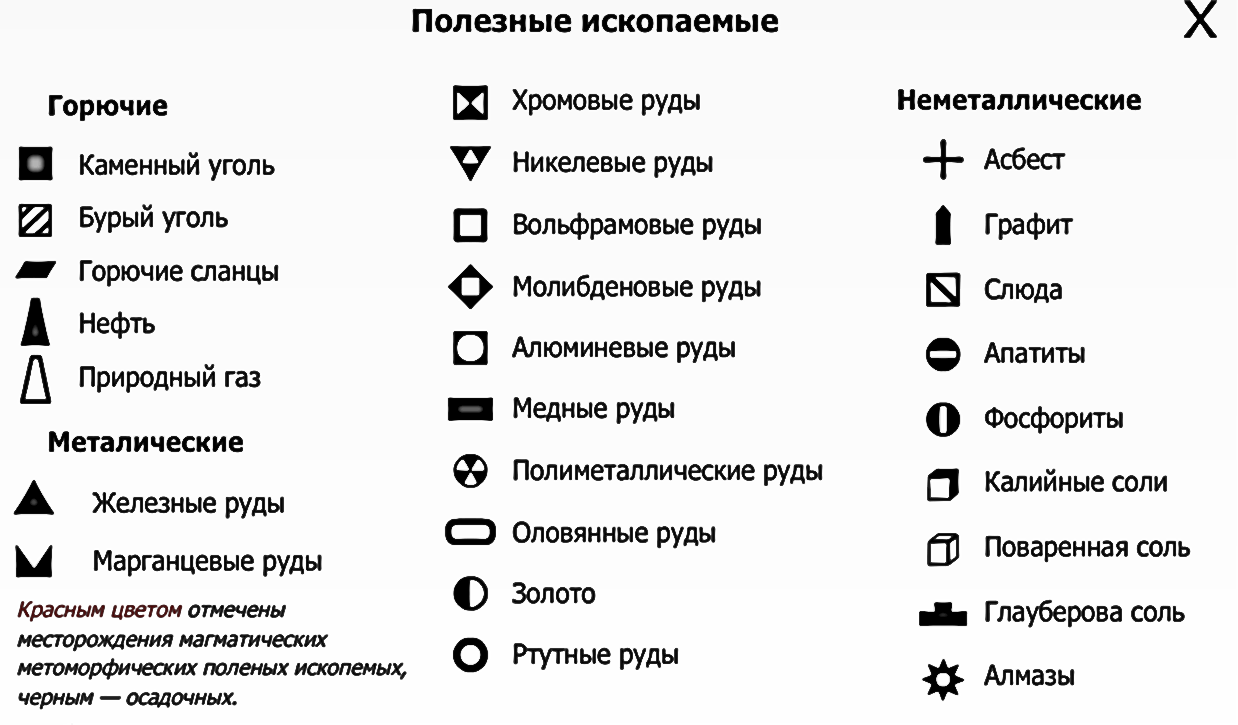 Полезные ископаемые
X
Горючие
Каменный уголь
Бурый уголь
Горючие сланцы
Нефть
Природный газ
Металические
Железные руды
Марганцевые руды
Красным цветом отмечены
месторождения магматических
метоморфических поленых ископемых,
черным — осадочных.
Хромовые руды
Никелевые руды
Вольфрамовые руды
Молибденовые руды
Алюминевые руды
Медные руды
Полиметаллические руды
Оловянные руды
Золото
Ртутные руды
Неметаллические
Асбест
Графит
Слюда
Апатиты
Фосфориты
Калийные соли
Поваренная соль
Глауберова соль
Алмазы